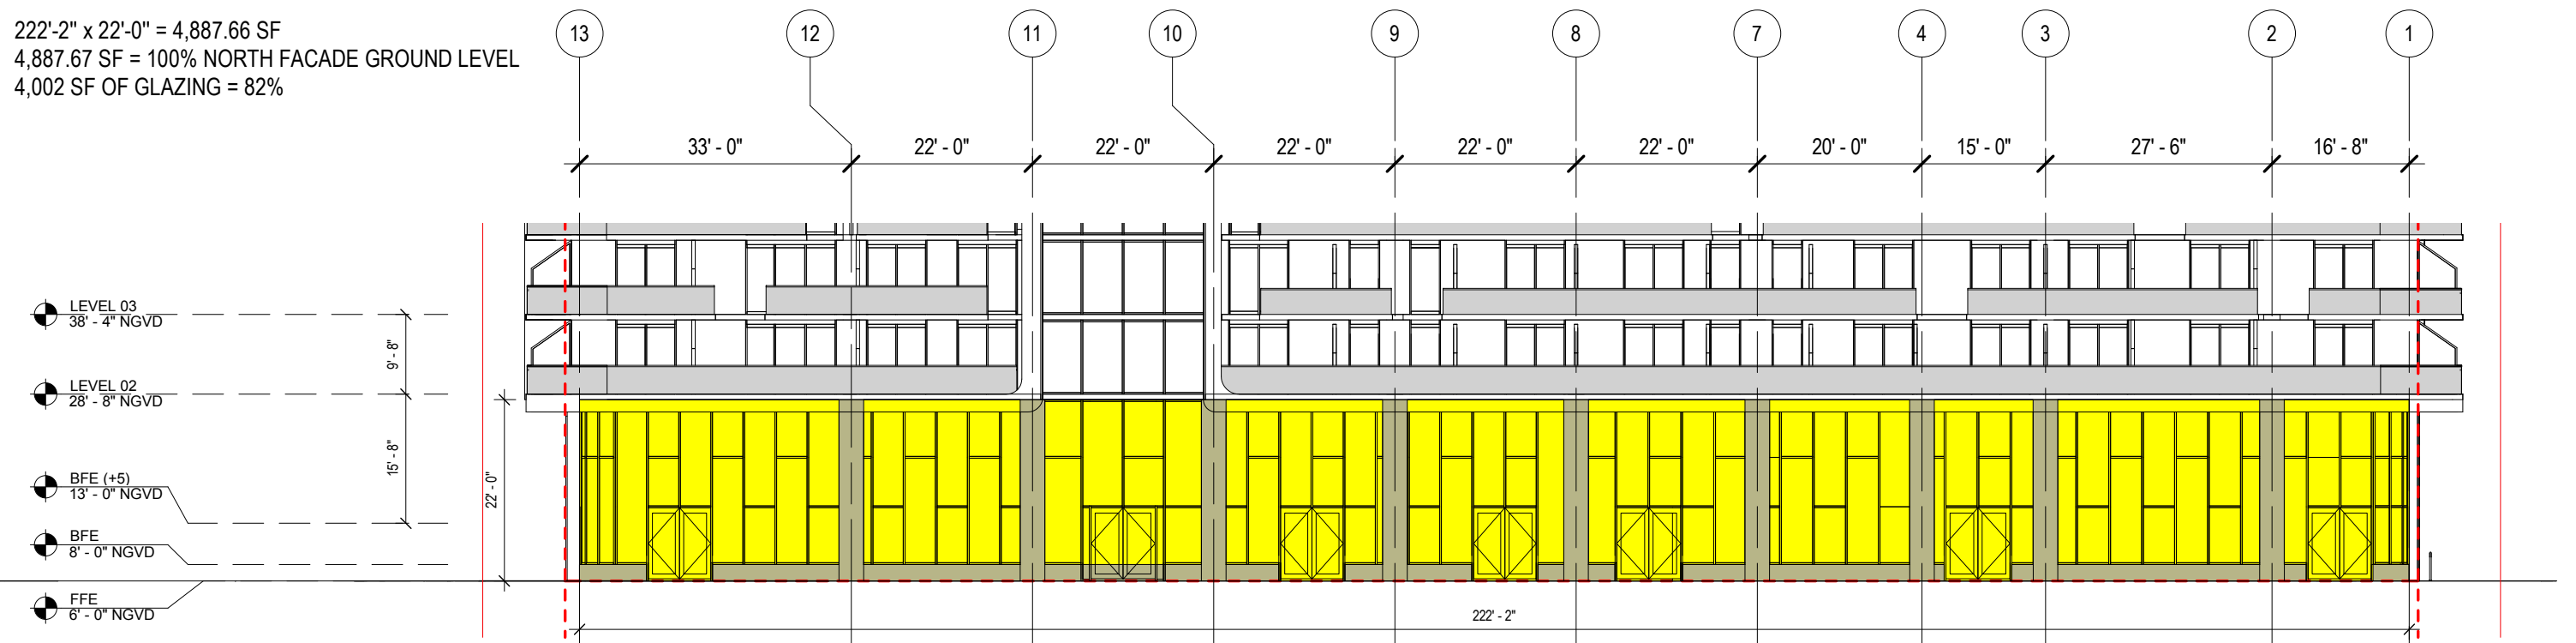 222'-2" x 22'-0" = 4,887.66 SF
4,887.67 SF = 100% NORTH FACADE GROUND LEVEL
4,002 SF OF GLAZING = 82%
13 12 11 10 9 8 7 4 3 2 1
33' - 0" 22' - 0" 22' - 0" 22' - 0" 22' - 0" 22' - 0" 20' - 0" 15' - 0" 27' - 6" 16' - 8"
LEVEL 03
38' - 4" NGVD
9' - 8"
LEVEL 02
28' - 8" NGVD
15' - 8"
BFE (+5)
13' - 0" NGVD
22' - 0"
BFE
8' - 0" NGVD
FFE
6' - 0" NGVD
222' - 2"